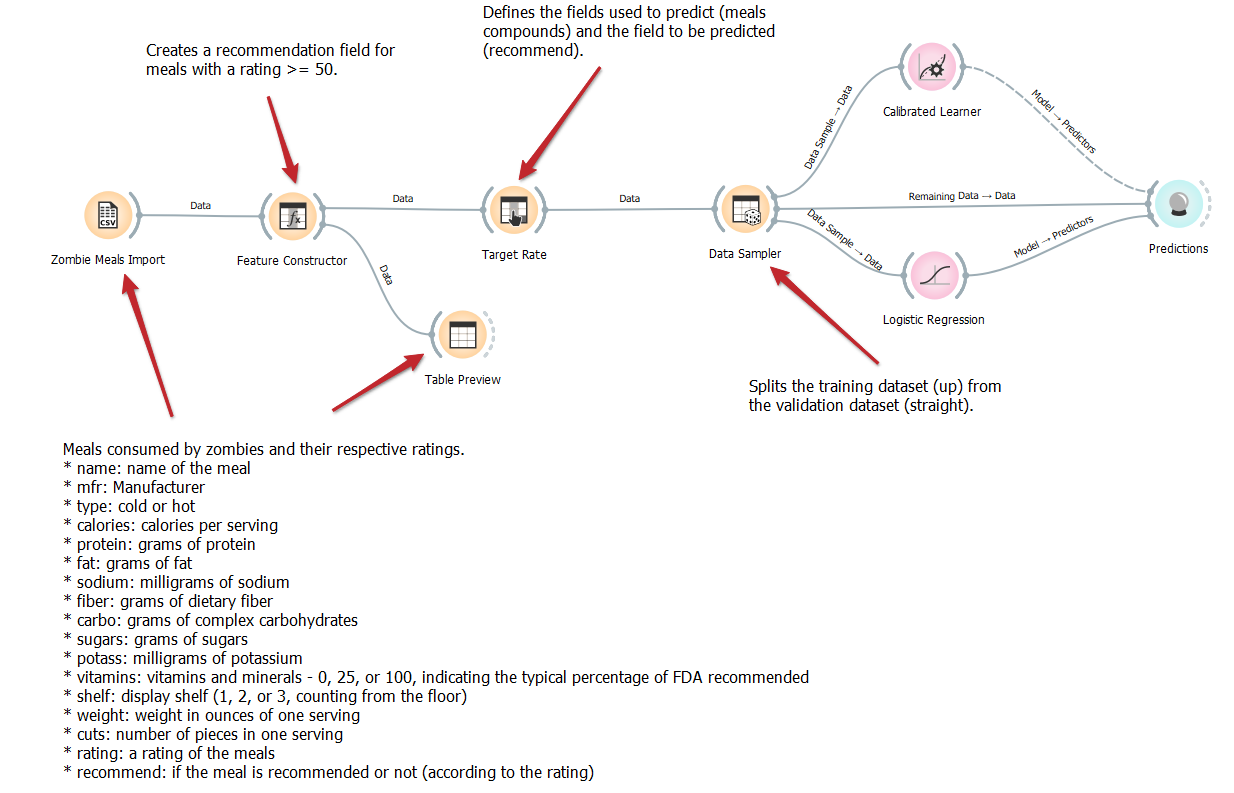 Defines the fields used to predict (meals
compounds) and the field to be predicted
(recommend).
Creates a recommendation field for
meals with a rating >= 50.
Calibrated Learner
Data Sample → Data
Model → Predictors
CSV
Zombie Meals Import
Data
Feature Constructor
Data
Target Rate
Data
Data Sampler
Remaining Data → Data
Predictions
Data Sample → Data
Model → Predictors
Logistic Regression
Data
Table Preview
Splits the training dataset (up) from
the validation dataset (straight).
Meals consumed by zombies and their respective ratings.
* name: name of the meal
* mfr: Manufacturer
* type: cold or hot
* calories: calories per serving
* protein: grams of protein
* fat: grams of fat
* sodium: milligrams of sodium
* fiber: grams of dietary fiber
* carbo: grams of complex carbohydrates
* sugars: grams of sugars
* potass: milligrams of potassium
* vitamins: vitamins and minerals - 0, 25, or 100, indicating the typical percentage of FDA recommended
* shelf: display shelf (1, 2, or 3, counting from the floor)
* weight: weight in ounces of one serving
* cuts: number of pieces in one serving
* rating: a rating of the meals
* recommend: if the meal is recommended or not (according to the rating)